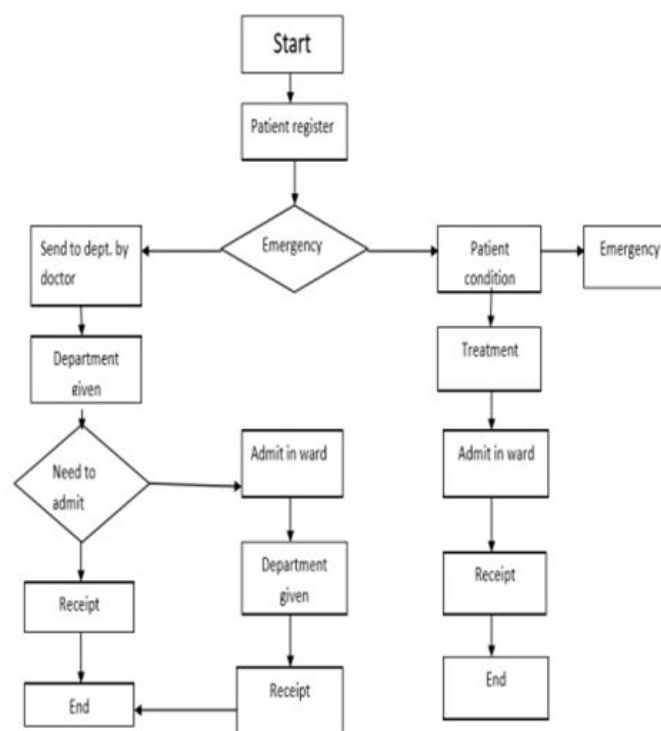 Start
Patient register
Emergency
Send to dept. by
doctor
Patient
condition
Emergency
Department
given
Treatment
Need to
admit
Admit in ward
Admit in ward
Department
given
Receipt
Receipt
Receipt
End
End